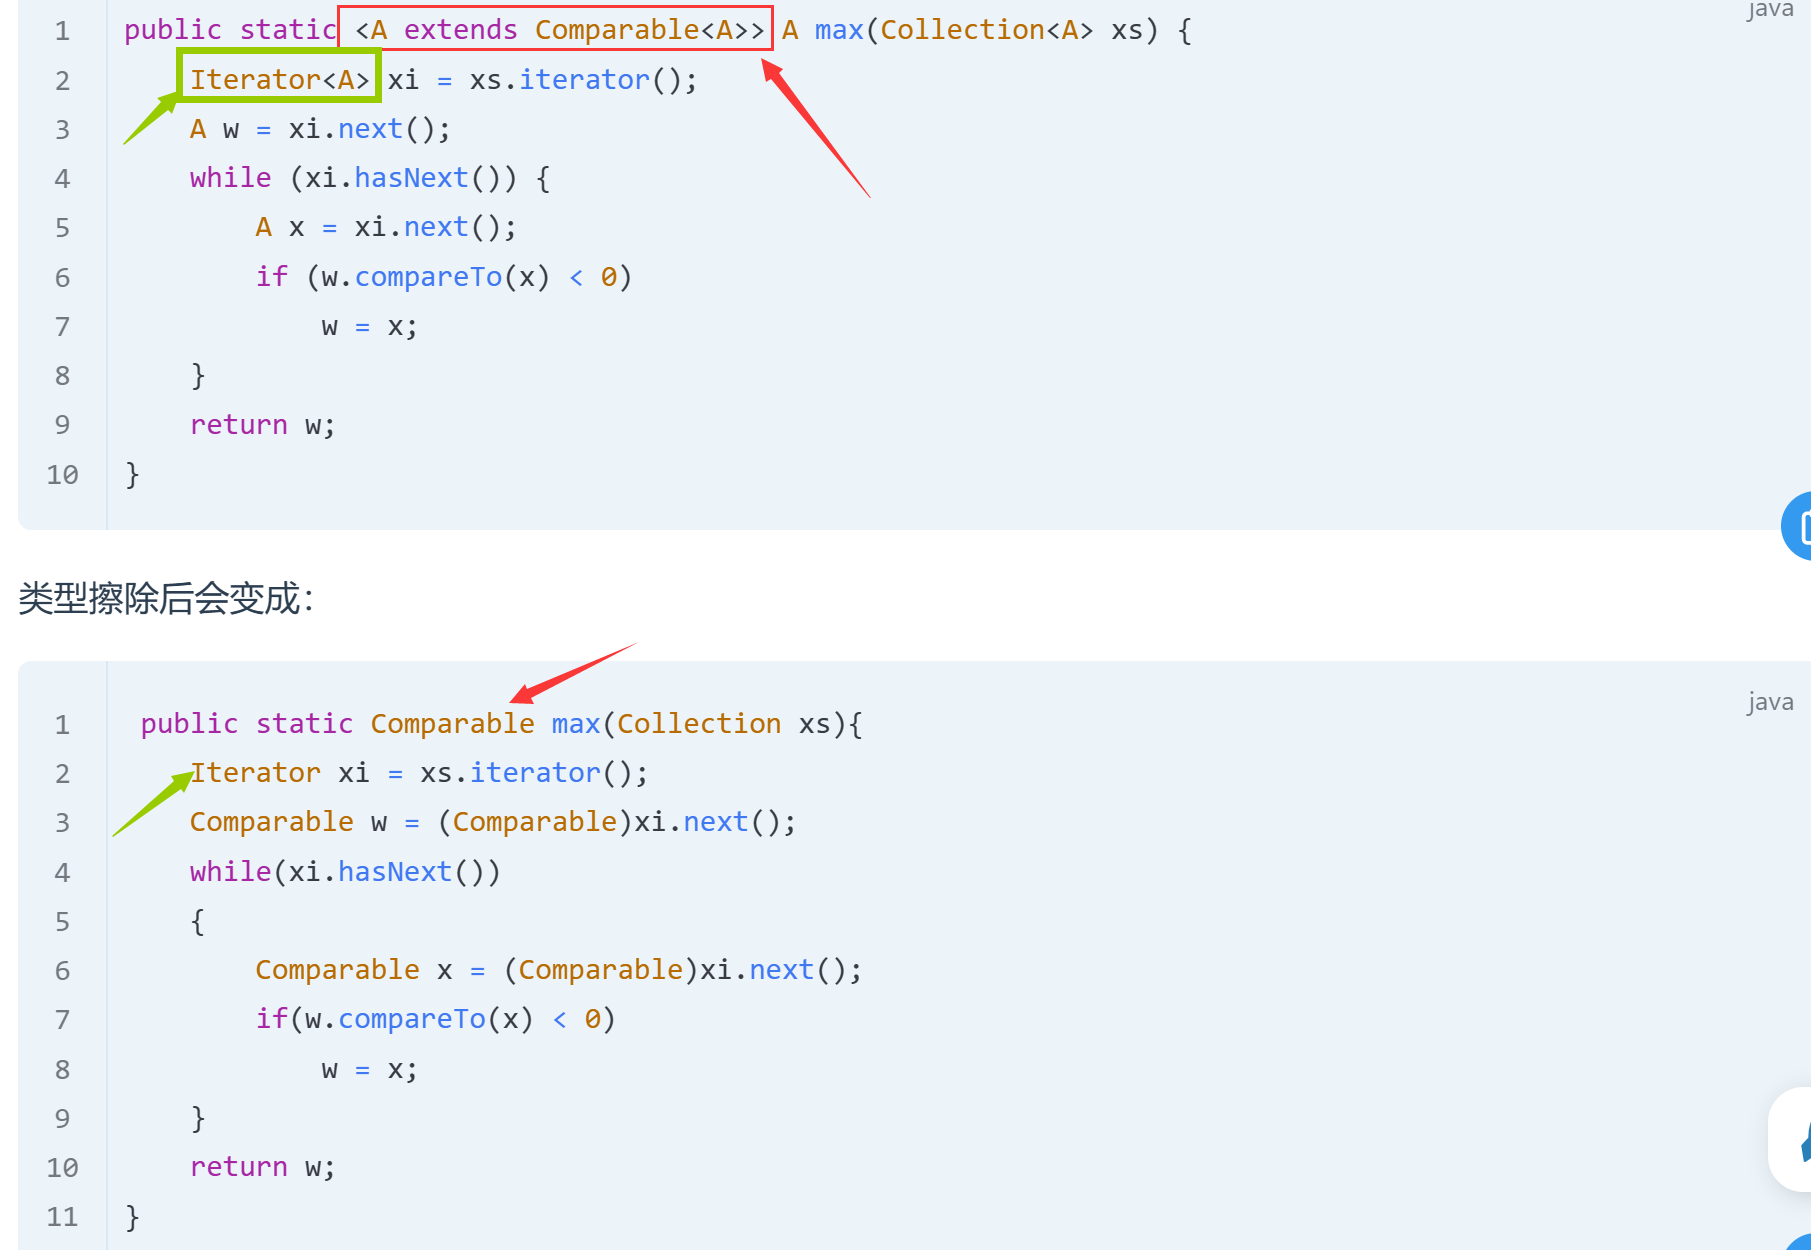 java
1 public static <A extends Comparable<A>> A max(Collection<A> xs) {
2 Iterator<A> xi = xs.iterator();
3 A w = xi.next();
4 while (xi.hasNext()) {
5 A x = xi.next();
6 if (w.compareTo(x) < 0)
7 w = x;
8 }
9 return w;
10 }
类型擦除后会变成：
java
1 public static Comparable max(Collection xs){
2 Iterator xi = xs.iterator();
3 Comparable w = (Comparable)xi.next();
4 while(xi.hasNext())
5 {
6 Comparable x = (Comparable)xi.next();
7 if(w.compareTo(x) < 0)
8 w = x;
9 }
10 return w;
11 }